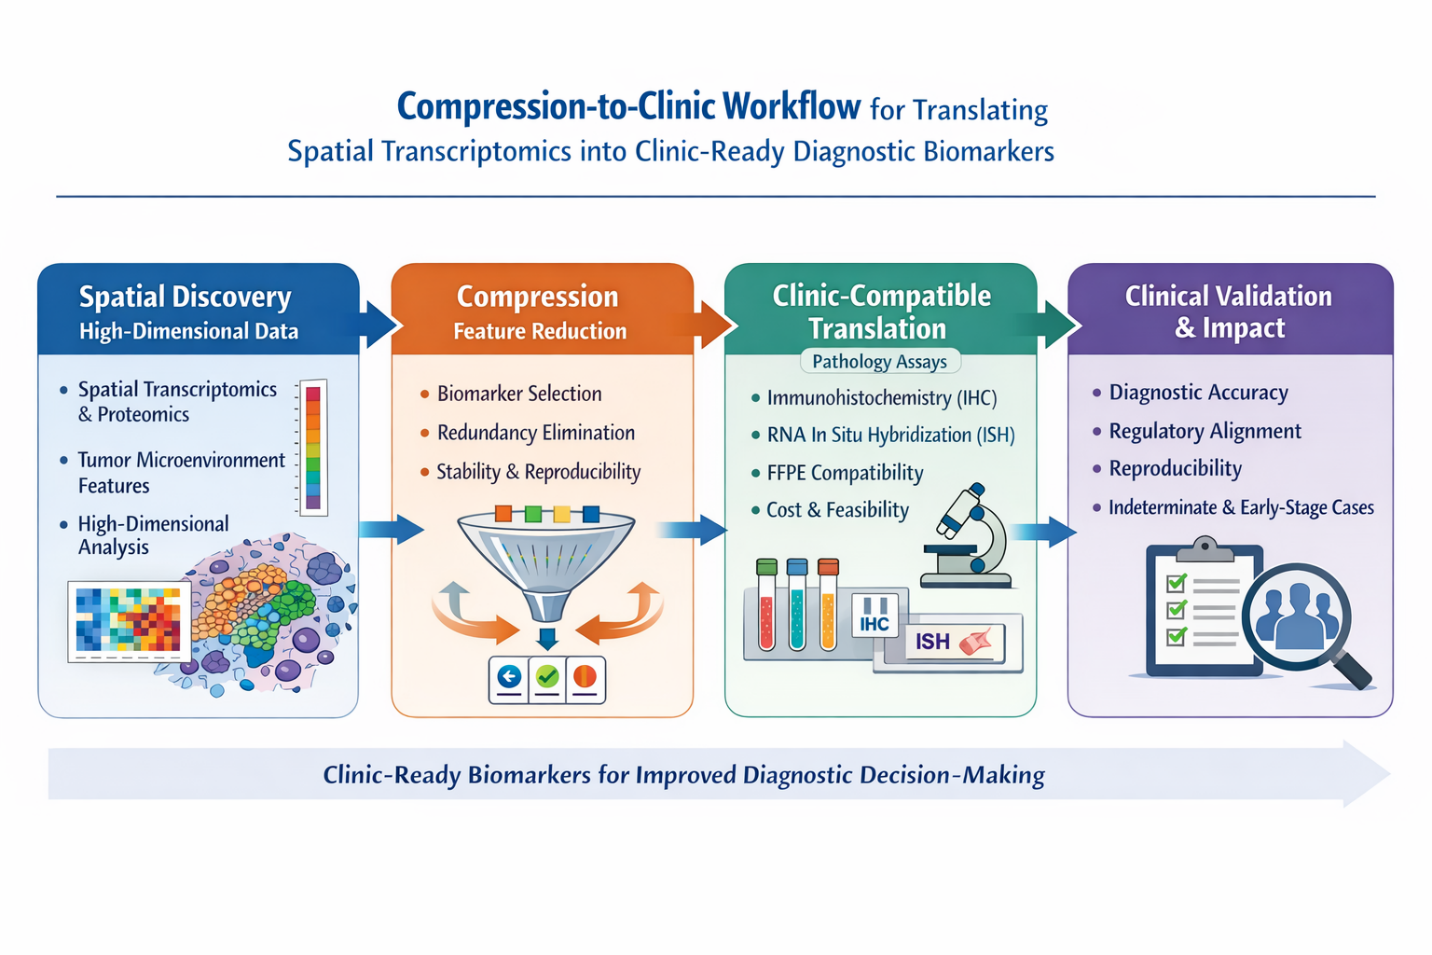 Compression-to-Clinic Workflow for Translating
Spatial Transcriptomics into Clinic-Ready Diagnostic Biomarkers
Spatial Discovery
High-Dimensional Data
• Spatial Transcriptomics
& Proteomics
• Tumor Microenvironment
Features
• High-Dimensional
Analysis
Compression
Feature Reduction
• Biomarker Selection
• Redundancy Elimination
• Stability & Reproducibility
Clinic-Compatible
Translation
Pathology Assays
• Immunohistochemistry (IHC)
• RNA In Situ Hybridization (ISH)
• FFPE Compatibility
• Cost & Feasibility
IHC
ISH
Clinical Validation
& Impact
• Diagnostic Accuracy
• Regulatory Alignment
• Reproducibility
• Indeterminate & Early-Stage Cases
Clinic-Ready Biomarkers for Improved Diagnostic Decision-Making